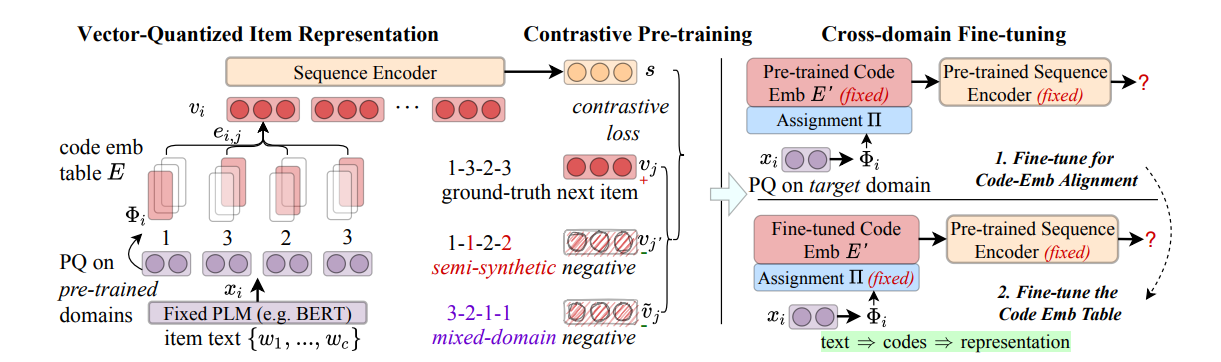 Vector-Quantized Item Representation
Sequence Encoder
v_i
...
e_{i,j}
code emb
table E
Φ_i
1 3 2 3
PQ on
pre-trained
domains
x_i
Fixed PLM (e.g. BERT)
item text {w_1, ..., w_c}
Contrastive Pre-training
s
contrastive
loss
1-3-2-3
v_j
+
ground-truth next item
1-1-2-2
v_{j'}
-
semi-synthetic negative
3-2-1-1
ṽ_j
-
mixed-domain negative
Cross-domain Fine-tuning
Pre-trained Code
Emb E' (fixed)
Pre-trained Sequence
Encoder (fixed)
?
Assignment Π
x_i
Φ_i
PQ on target domain
1. Fine-tune for
Code-Emb Alignment
Fine-tuned Code
Emb E'
Pre-trained Sequence
Encoder (fixed)
?
Assignment Π (fixed)
x_i
Φ_i
2. Fine-tune the
Code Emb Table
text ⇒ codes ⇒ representation